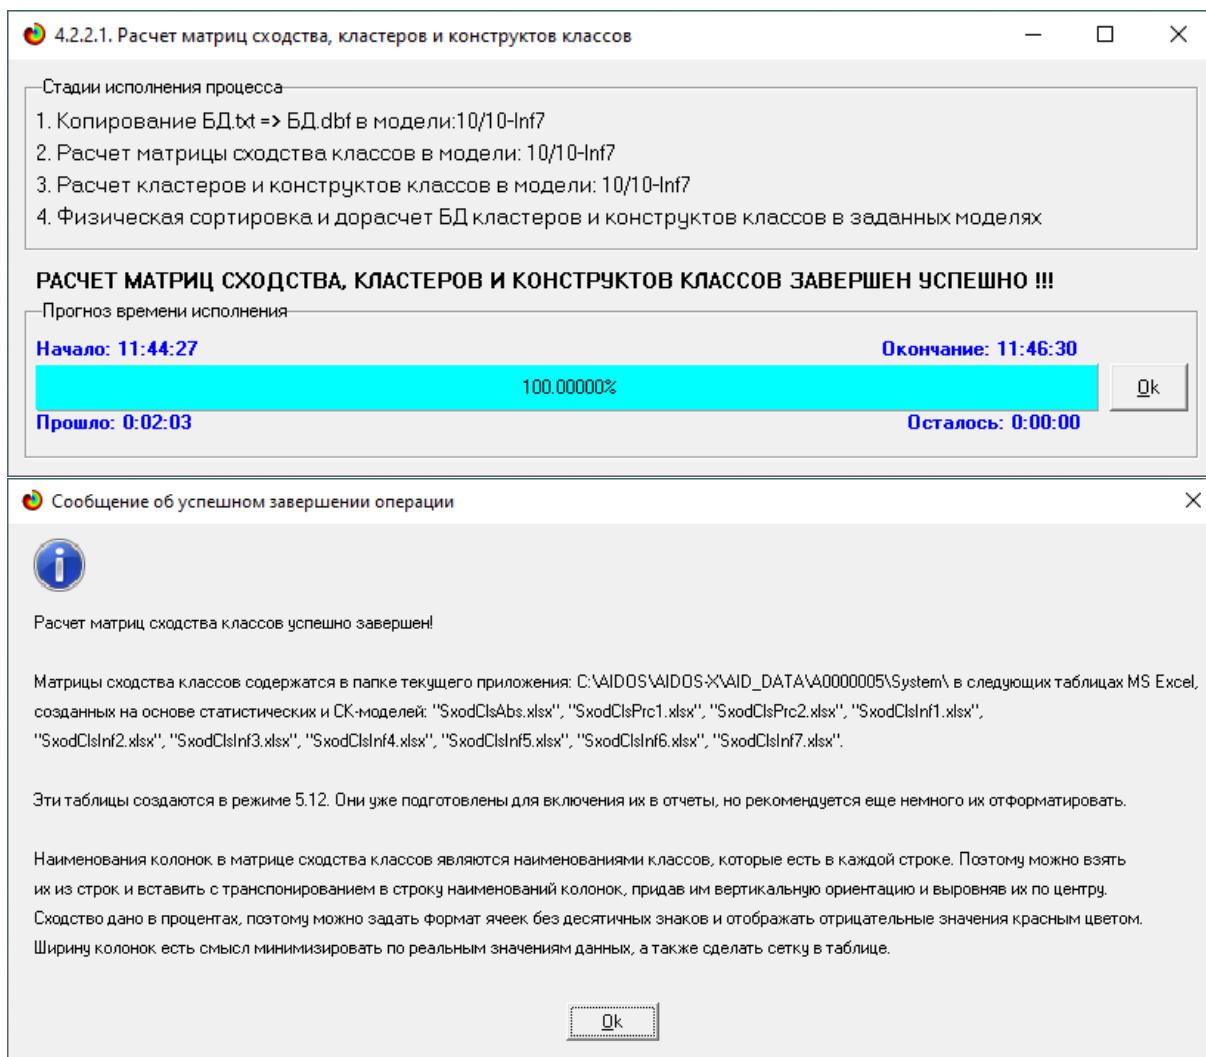 4.2.2.1. Расчет матриц сходства, кластеров и конструктов классов
Стадии исполнения процесса
1. Копирование БД.txt => БД.dbf в модели:10/10-Inf7
2. Расчет матрицы сходства классов в модели: 10/10-Inf7
3. Расчет кластеров и конструктов классов в модели: 10/10-Inf7
4. Физическая сортировка и дорасчет БД кластеров и конструктов классов в заданных моделях
РАСЧЕТ МАТРИЦ СХОДСТВА, КЛАСТЕРОВ И КОНСТРУКТОВ КЛАССОВ ЗАВЕРШЕН УСПЕШНО !!!
Прогноз времени исполнения
Начало: 11:44:27
Окончание: 11:46:30
100.00000%
Ok
Прошло: 0:02:03
Осталось: 0:00:00
Сообщение об успешном завершении операции
Расчет матриц сходства классов успешно завершен!
Матрицы сходства классов содержатся в папке текущего приложения: C:\AIDOS\AIDOS-X\AID_DATA\A0000005\System\ в следующих таблицах MS Excel,
созданных на основе статистических и СК-моделей: "SxodClsAbs.xlsx", "SxodClsPrc1.xlsx", "SxodClsPrc2.xlsx", "SxodClsInf1.xlsx",
"SxodClsInf2.xlsx", "SxodClsInf3.xlsx", "SxodClsInf4.xlsx", "SxodClsInf5.xlsx", "SxodClsInf6.xlsx", "SxodClsInf7.xlsx".
Эти таблицы создаются в режиме 5.12. Они уже подготовлены для включения их в отчеты, но рекомендуется еще немного их отформатировать.
Наименования колонок в матрице сходства классов являются наименованиями классов, которые есть в каждой строке. Поэтому можно взять
их из строк и вставить с транспонированием в строку наименований колонок, придав им вертикальную ориентацию и выровняв их по центру.
Сходство дано в процентах, поэтому можно задать формат ячеек без десятичных знаков и отображать отрицательные значения красным цветом.
Ширину колонок есть смысл минимизировать по реальным значениям данных, а также сделать сетку в таблице.
Ok